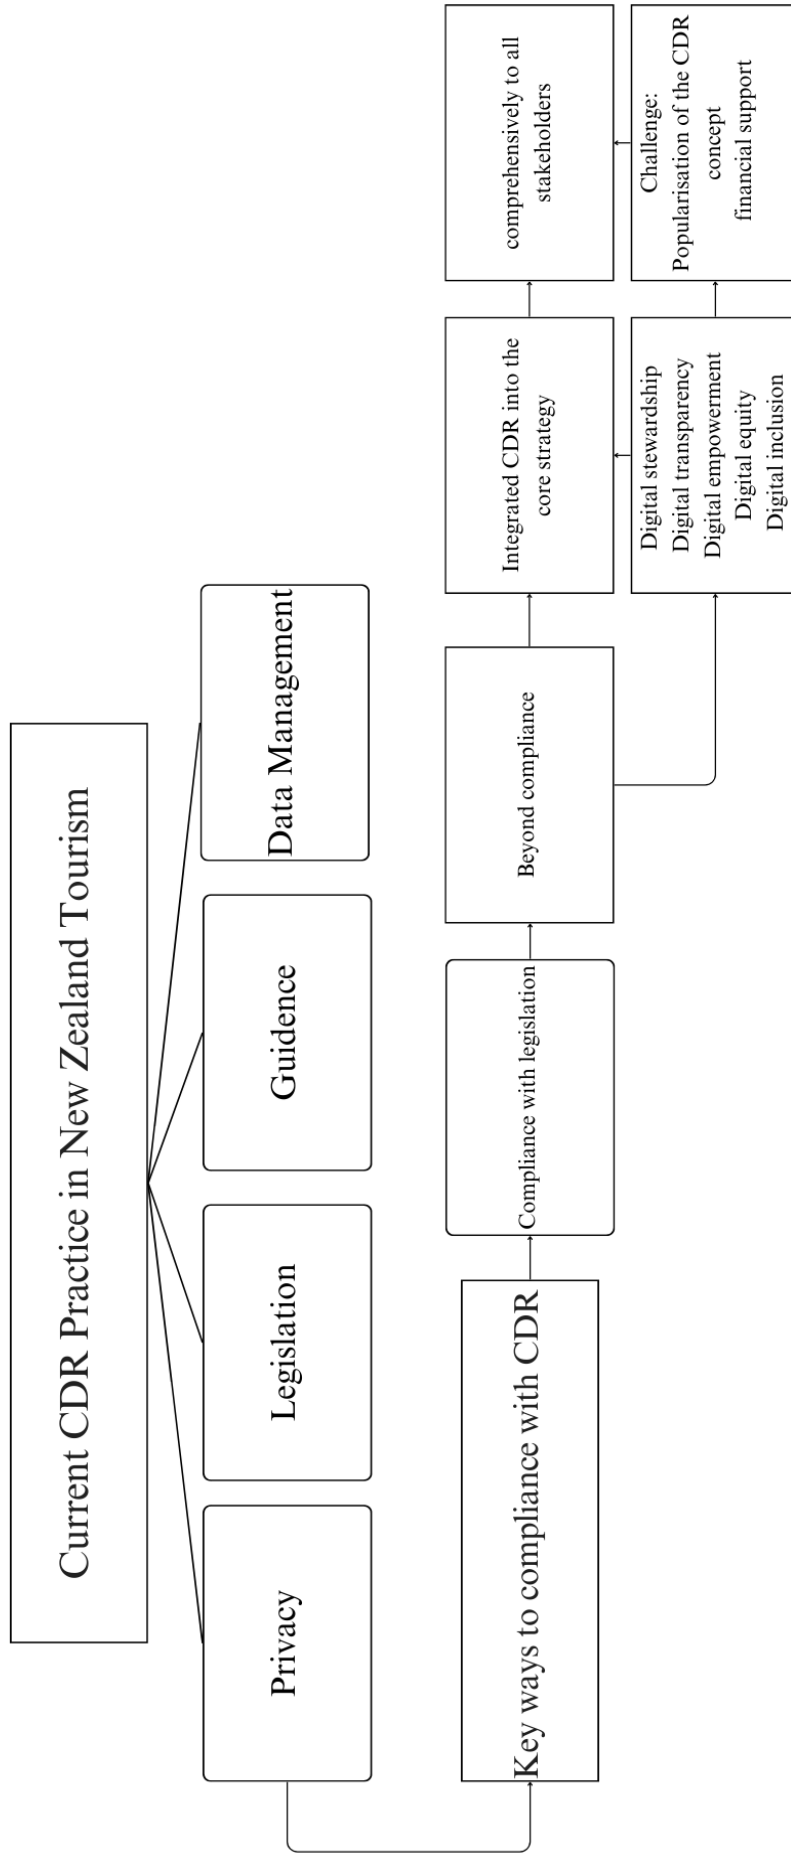 Current CDR Practice in New Zealand Tourism
Privacy
Legislation
Guidence
Data Management
Key ways to compliance with CDR
Compliance with legislation
Beyond compliance
Integrated CDR into the
core strategy
comprehensively to all
stakeholders
Digital stewardship
Digital transparency
Digital empowerment
Digital equity
Digital inclusion
Challenge:
Popularisation of the CDR
concept
financial support